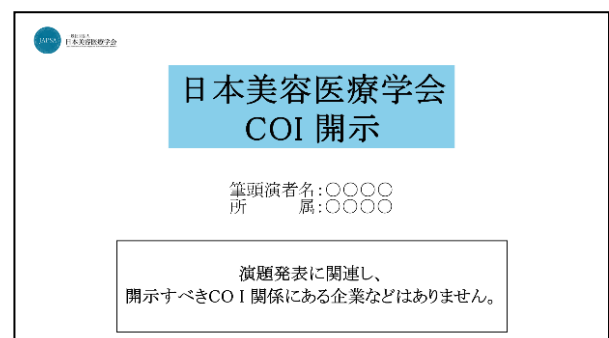 JAPSA
日本美容医療学会
日本美容医療学会
COI 開示
筆頭演者名:○○○○
所　　属:○○○○
演題発表に関連し、
開示すべきCO I 関係にある企業などはありません。